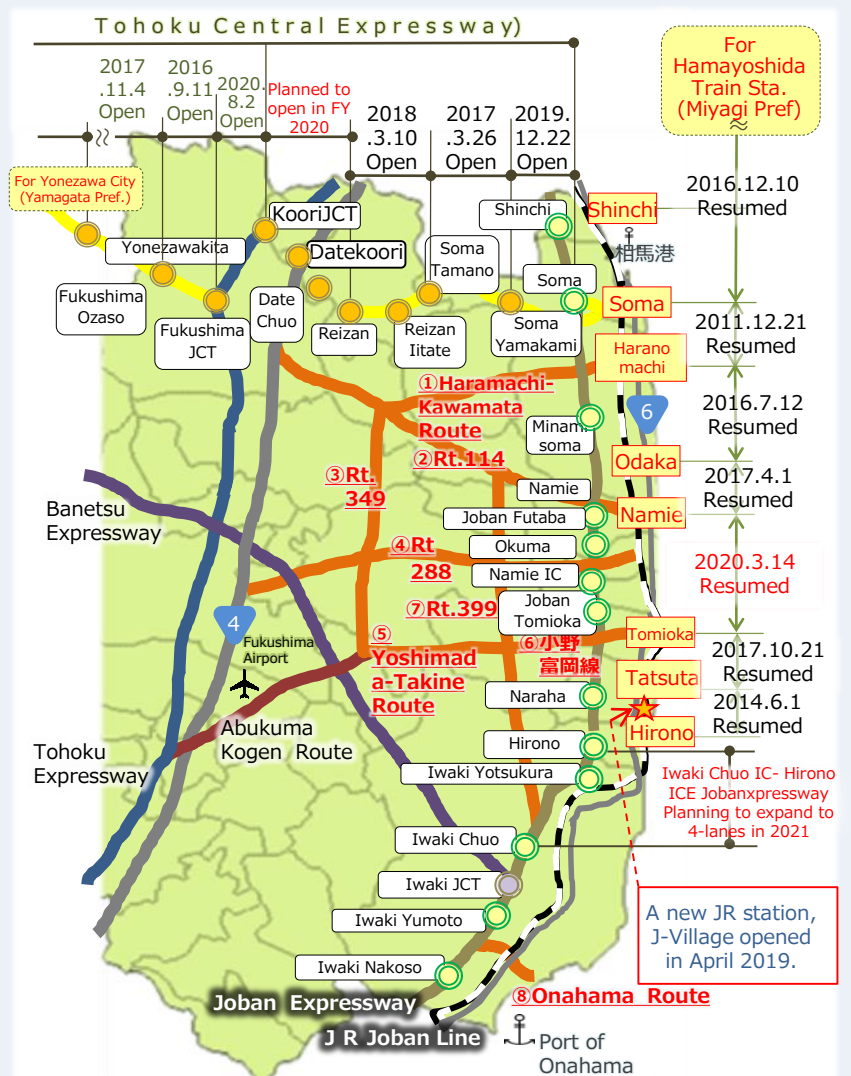 Tohoku Central Expressway)
For
Hamayoshida
Train Sta.
(Miyagi Pref)
2017
.11.4
Open
2016
.9.11
Open
2020.
8.2
Open
Planned to
open in FY
2020
2018
.3.10
Open
2017
.3.26
Open
2019.
12.22
Open
For Yonezawa City
(Yamagata Pref.)
KooriJCT
Shinchi
Shinchi
2016.12.10
Resumed
相馬港
Yonezawakita
Datekoori
Soma
Tamano
Soma
Soma
Fukushima
Ozaso
Fukushima
JCT
Date
Chuo
Reizan
Reizan
Iitate
Soma
Yamakami
2011.12.21
Resumed
Harano
machi
①Haramachi-
Kawamata
Route
6
2016.7.12
Resumed
Minami
soma
②Rt.114
Odaka
③Rt.
349
2017.4.1
Resumed
Namie
Namie
Banetsu
Expressway
Joban Futaba
Okuma
④Rt
288
2020.3.14
Resumed
Namie IC
⑦Rt.399
Joban
Tomioka
4
Fukushima
Airport
⑤
Yoshimad
a-Takine
Route
⑥小野
富岡線
Tomioka
2017.10.21
Resumed
Tatsuta
Naraha
2014.6.1
Resumed
Abukuma
Kogen Route
Hirono
Hirono
Tohoku
Expressway
Iwaki Yotsukura
Iwaki Chuo IC- Hirono
ICE Jobanxpressway
Planning to expand to
4-lanes in 2021
Iwaki Chuo
Iwaki JCT
Iwaki Yumoto
A new JR station,
J-Village opened
in April 2019.
Iwaki Nakoso
Joban Expressway
⑧Onahama Route
J R Joban Line
Port of
Onahama